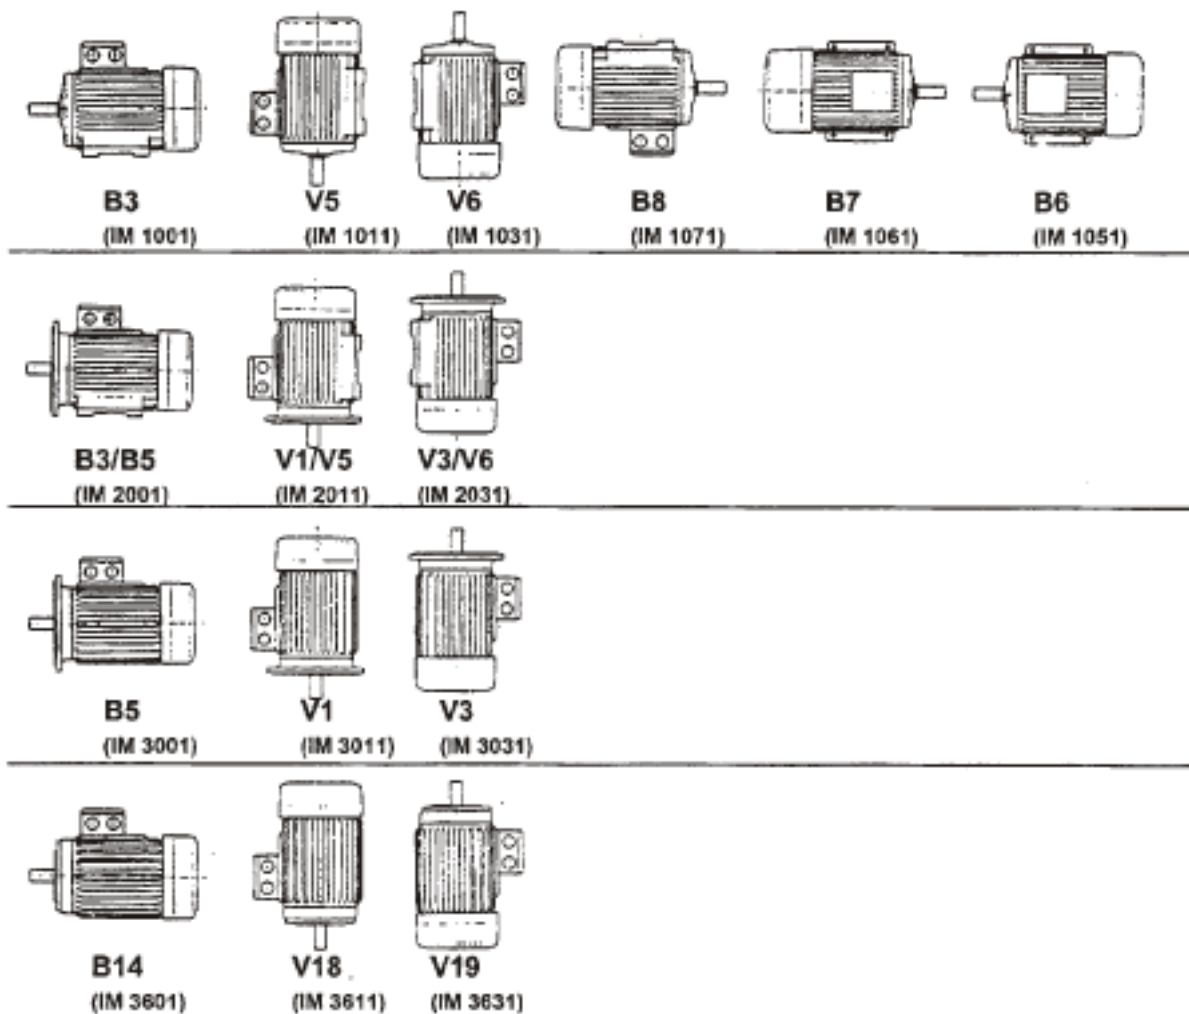 B3 V5 V6 B8 B7 B6
(IM 1001) (IM 1011) (IM 1031) (IM 1071) (IM 1061) (IM 1051)
B3/B5 V1/V5 V3/V6
(IM 2001) (IM 2011) (IM 2031)
B5 V1 V3
(IM 3001) (IM 3011) (IM 3031)
B14 V18 V19
(IM 3601) (IM 3611) (IM 3631)